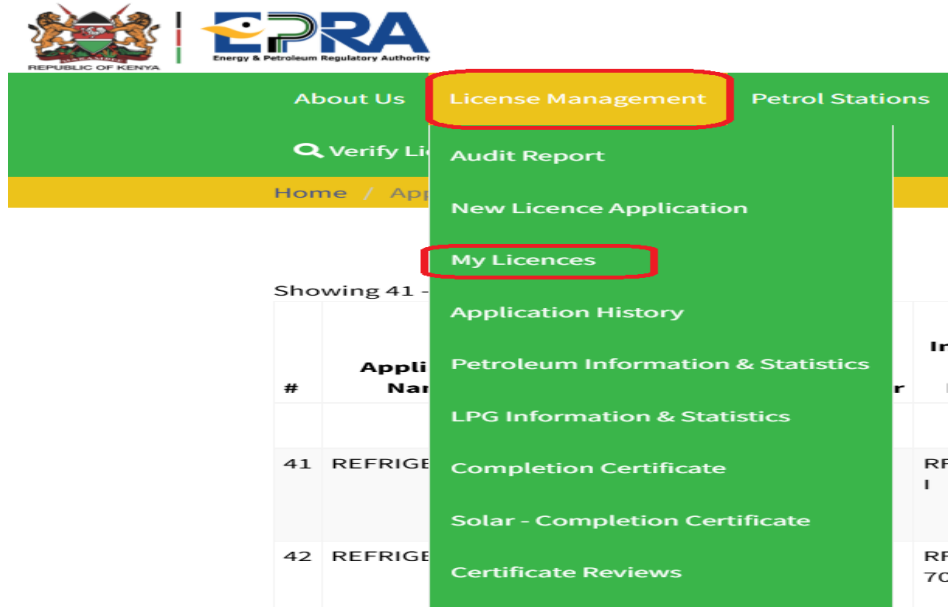 REPUBLIC OF KENYA
EPRA
Energy & Petroleum Regulatory Authority
About Us License Management Petrol Stations
Verify Li
Home / App
Audit Report
New Licence Application
My Licences
Application History
Petroleum Information & Statistics
LPG Information & Statistics
Completion Certificate
Solar - Completion Certificate
Certificate Reviews
Showing 41 -
# Appli
Nar
r
In
41 REFRIGE RF
I
42 REFRIGE RF
70